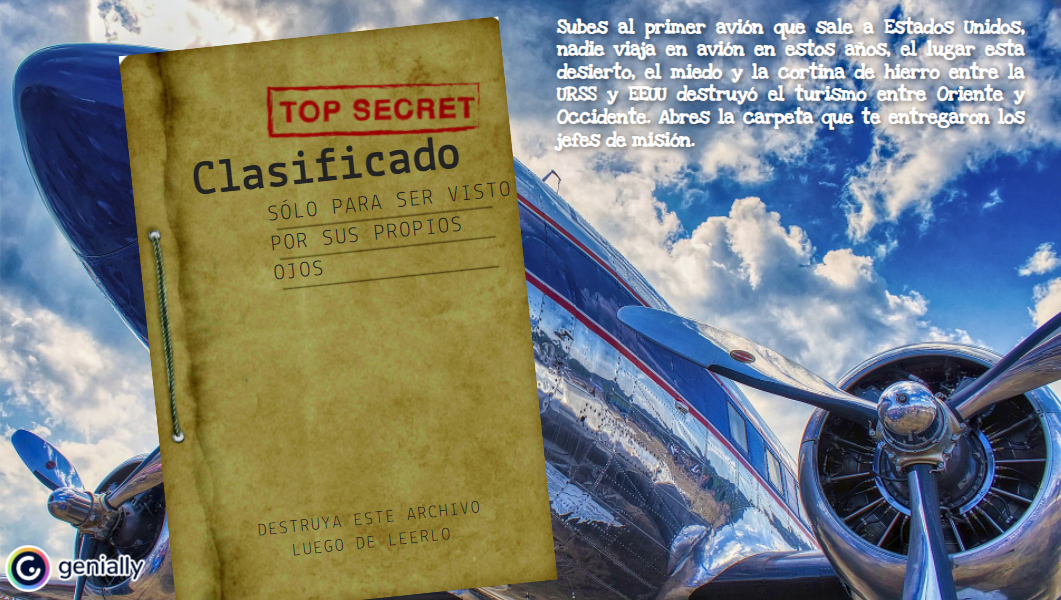 Subes al primer avión que sale a Estados Unidos,
nadie viaja en avión en estos años, el lugar esta
desierto, el miedo y la cortina de hierro entre la
URSS y EEUU destruyó el turismo entre Oriente y
Occidente. Abres la carpeta que te entregaron los
jefes de misión.
TOP SECRET
Clasificado
SÓLO PARA SER VISTO
POR SUS PROPIOS
OJOS
DESTRUYA ESTE ARCHIVO
LUEGO DE LEERLO
genially